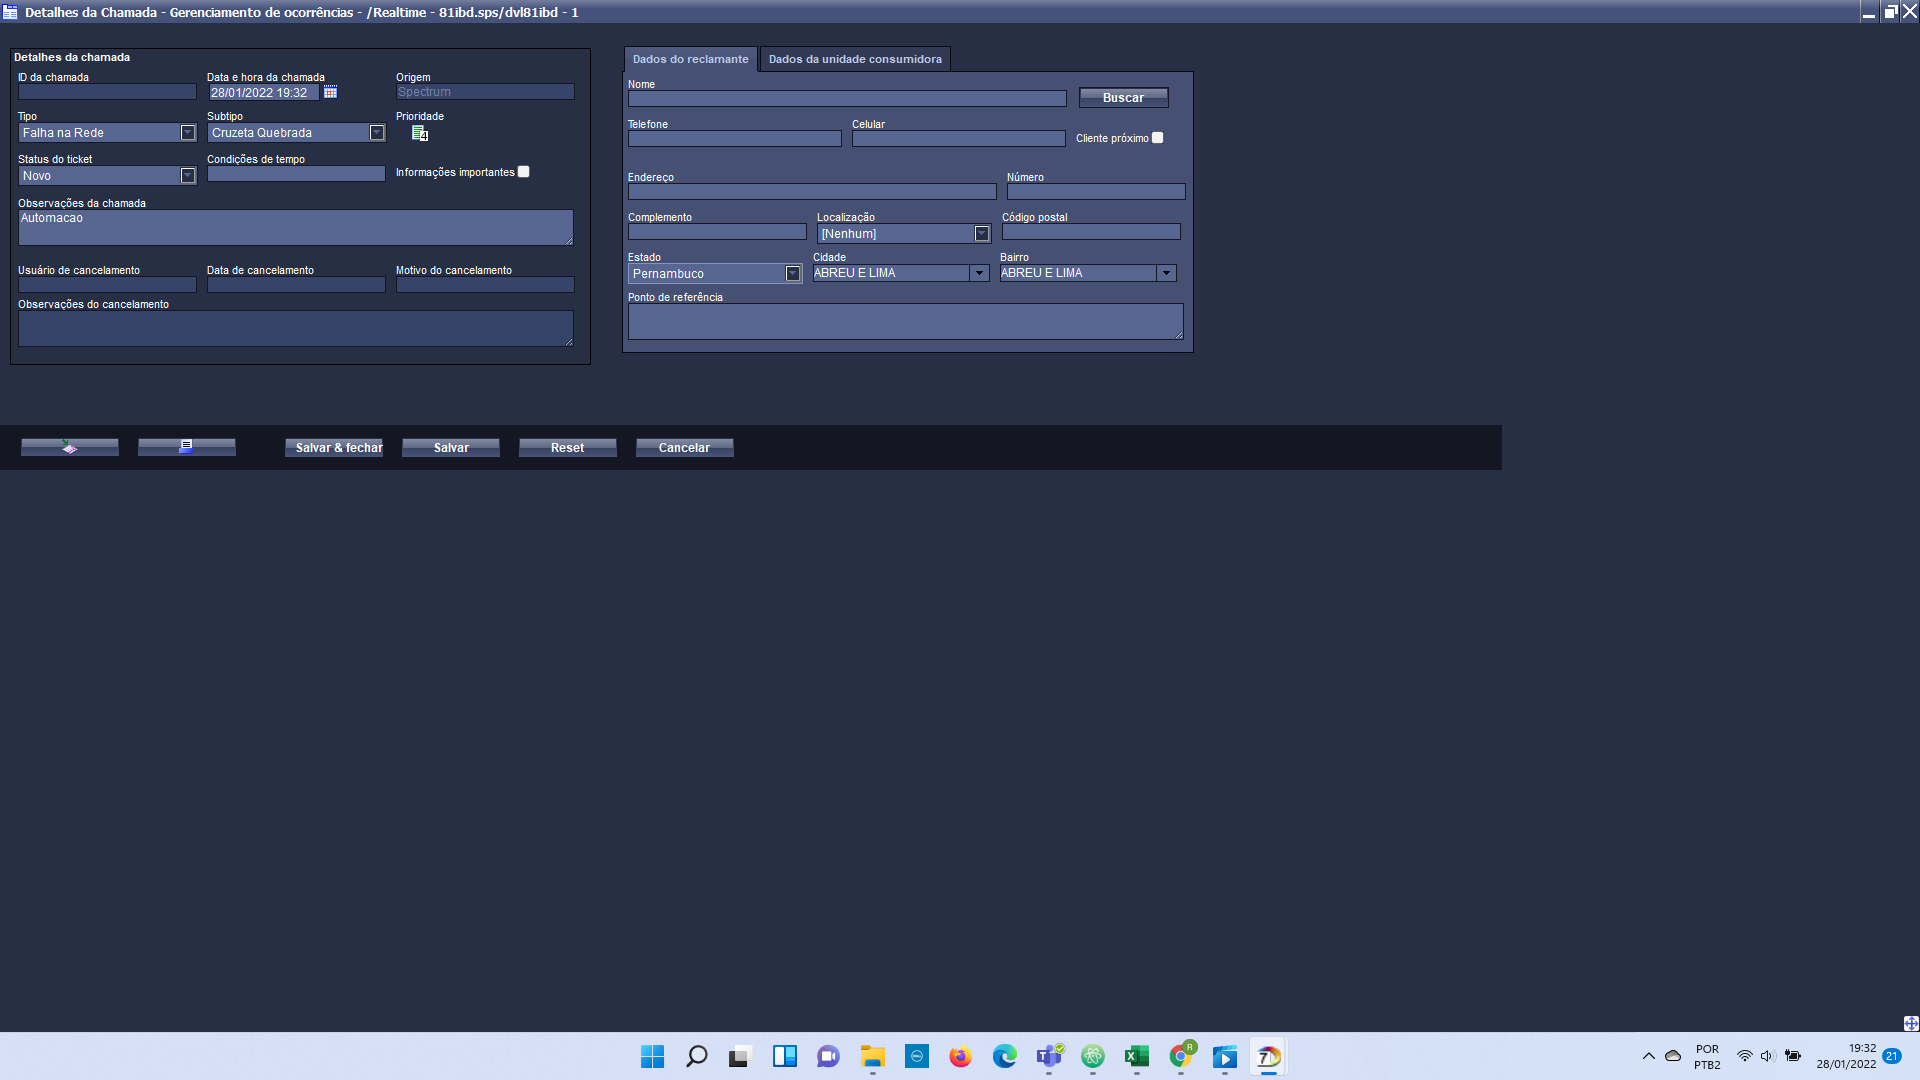 Detalhes da Chamada - Gerenciamento de ocorrências - /Realtime - 81ibd.sps/dvl81ibd - 1
Detalhes da chamada
ID da chamada
Data e hora da chamada
Origem
28/01/2022 19:32
Spectrum
Tipo
Subtipo
Prioridade
Falha na Rede
Cruzeta Quebrada
4
Status do ticket
Condições de tempo
Informações importantes
Novo
Observações da chamada
Automacao
Usuário de cancelamento
Data de cancelamento
Motivo do cancelamento
Observações do cancelamento
Dados do reclamante
Dados da unidade consumidora
Nome
Buscar
Telefone
Celular
Cliente próximo
Endereço
Número
Complemento
Localização
Código postal
[Nenhum]
Estado
Cidade
Bairro
Pernambuco
ABREU E LIMA
ABREU E LIMA
Ponto de referência
Salvar & fechar
Salvar
Reset
Cancelar
POR
PTB2
19:32
28/01/2022
21